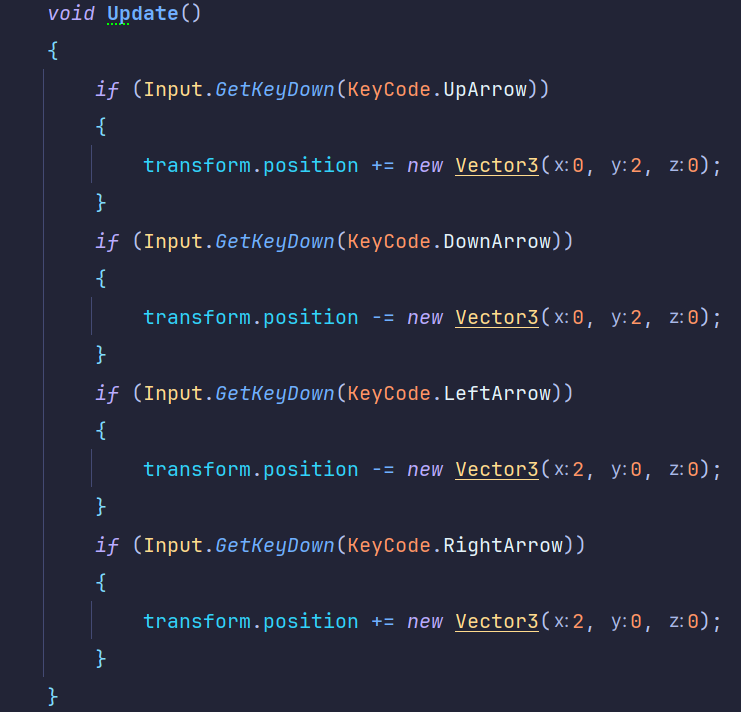 void Update()
{
if (Input.GetKeyDown(KeyCode.UpArrow))
{
transform.position += new Vector3(x:0, y:2, z:0);
}
if (Input.GetKeyDown(KeyCode.DownArrow))
{
transform.position -= new Vector3(x:0, y:2, z:0);
}
if (Input.GetKeyDown(KeyCode.LeftArrow))
{
transform.position -= new Vector3(x:2, y:0, z:0);
}
if (Input.GetKeyDown(KeyCode.RightArrow))
{
transform.position += new Vector3(x:2, y:0, z:0);
}
}